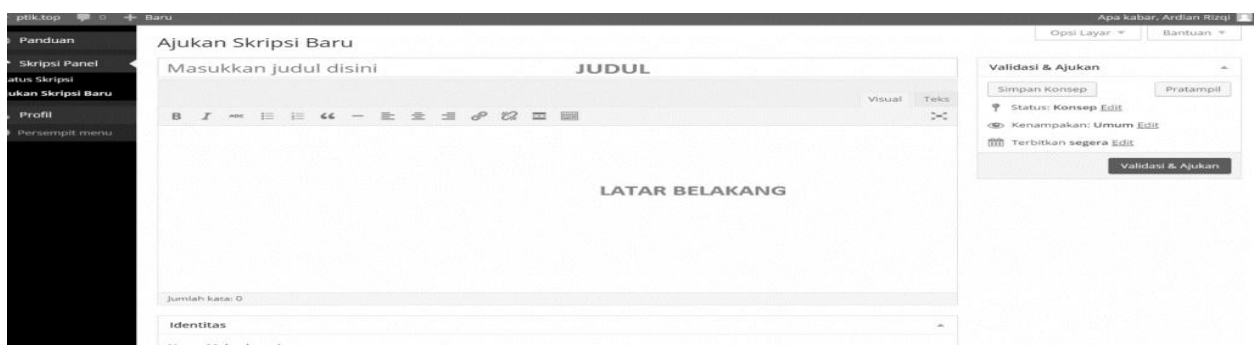 ptik.top 0 + Baru Apa kabar, Ardian Rizqi
Opsi Layar Bantuan
Panduan
Skripsi Panel
atus Skripsi
ukan Skripsi Baru
Profil
Persempit menu
Ajukan Skripsi Baru
Masukkan judul disini JUDUL
Visual Teks
B I ABC
LATAR BELAKANG
Jumlah kata: 0
Identitas
Validasi & Ajukan
Simpan Konsep Pratampil
Status: Konsep Edit
Kenampakan: Umum Edit
Terbitkan segera Edit
Validasi & Ajukan